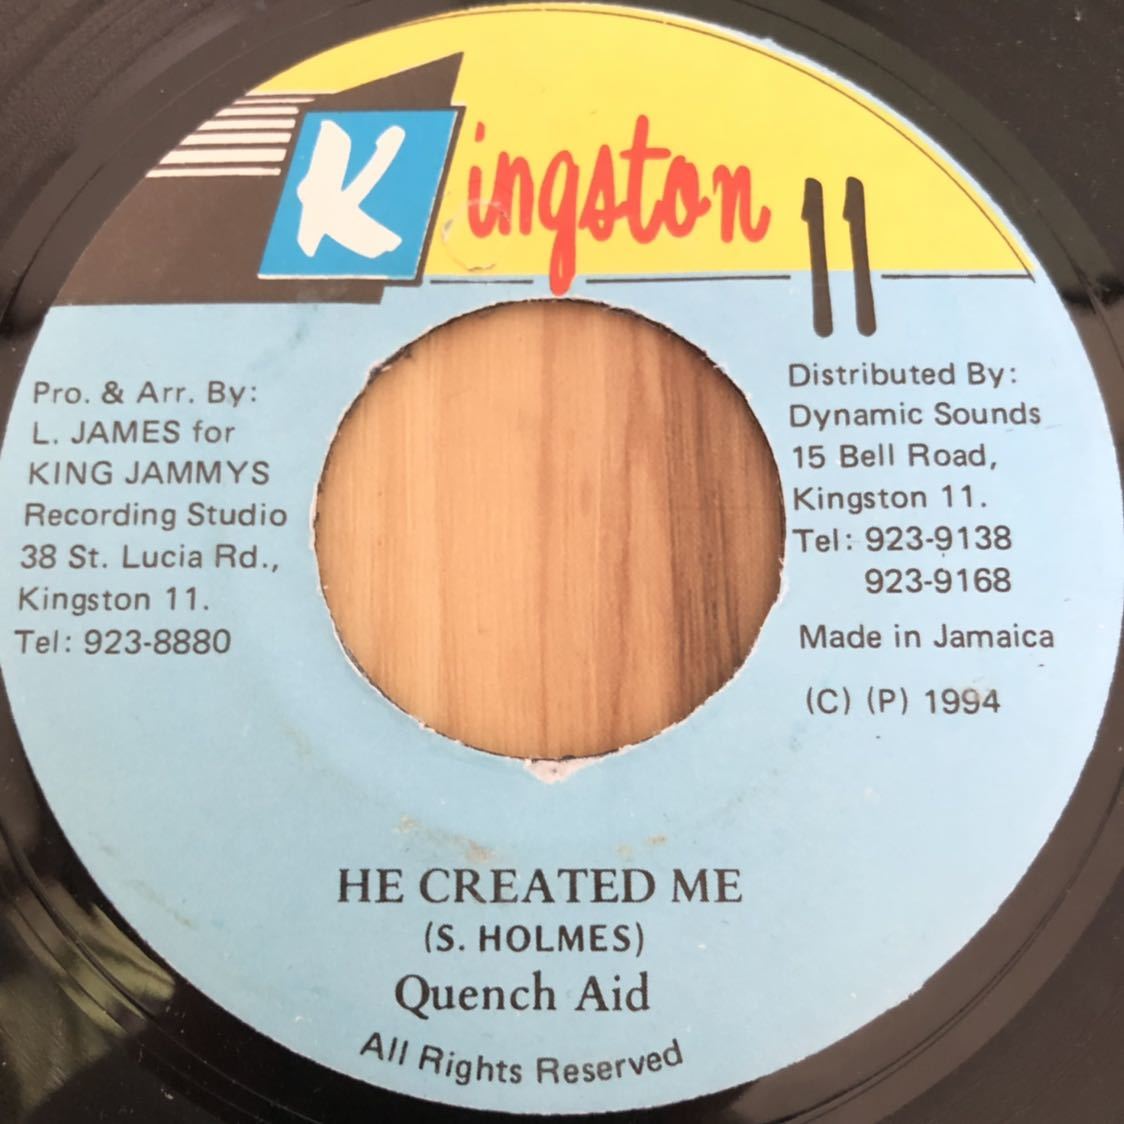 Kingston 11
Pro. & Arr. By:
L. JAMES for
KING JAMMYS
Recording Studio
38 St. Lucia Rd.,
Kingston 11.
Tel: 923-8880
Distributed By:
Dynamic Sounds
15 Bell Road,
Kingston 11.
Tel: 923-9138
923-9168
Made in Jamaica
(C) (P) 1994
HE CREATED ME
(S. HOLMES)
Quench Aid
All Rights Reserved